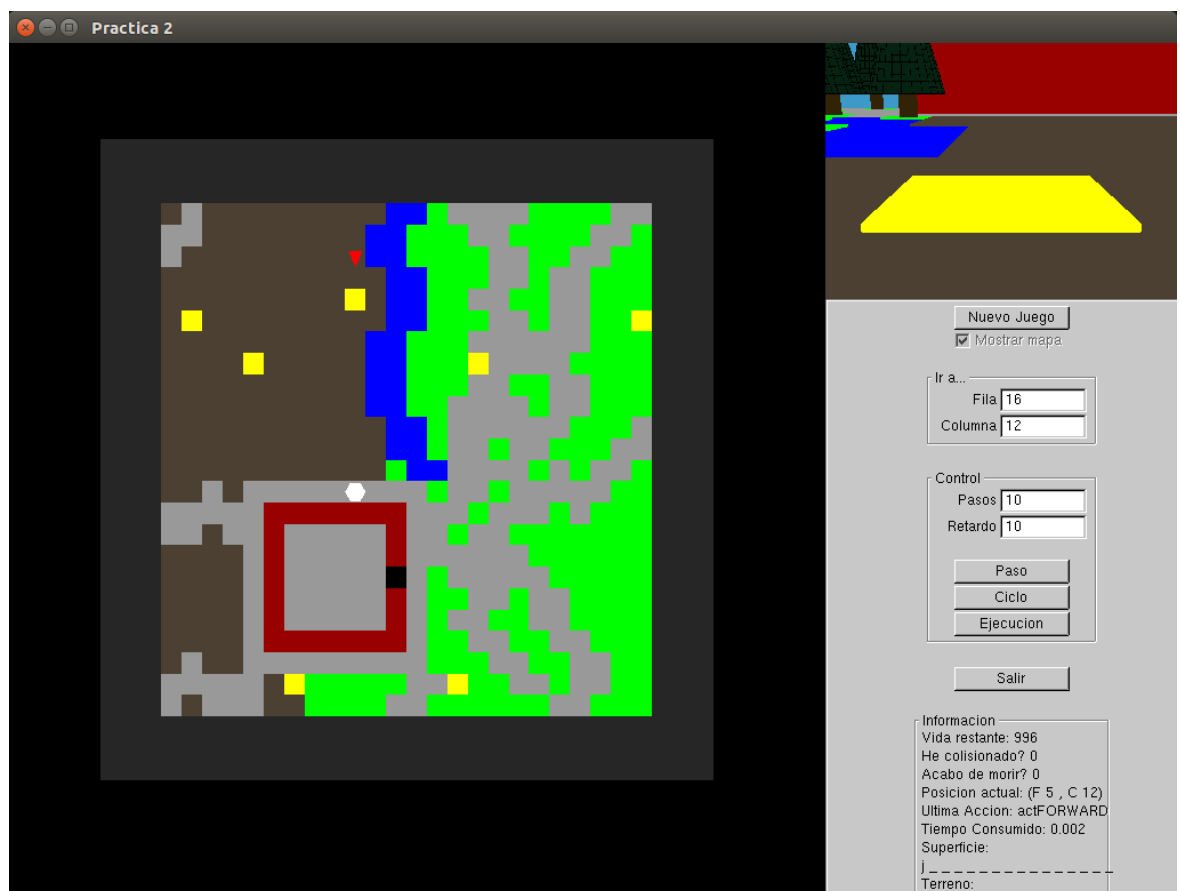 Practica 2
Nuevo Juego
Mostrar mapa
Ir a...
Fila 16
Columna 12
Control
Pasos 10
Retardo 10
Paso
Ciclo
Ejecucion
Salir
Informacion
Vida restante: 996
He colisionado? 0
Acabo de morir? 0
Posicion actual: (F 5 , C 12)
Ultima Accion: actFORWARD
Tiempo Consumido: 0.002
Superficie:
j _ _ _ _ _ _ _ _ _ _ _ _ _ _ _
Terreno: